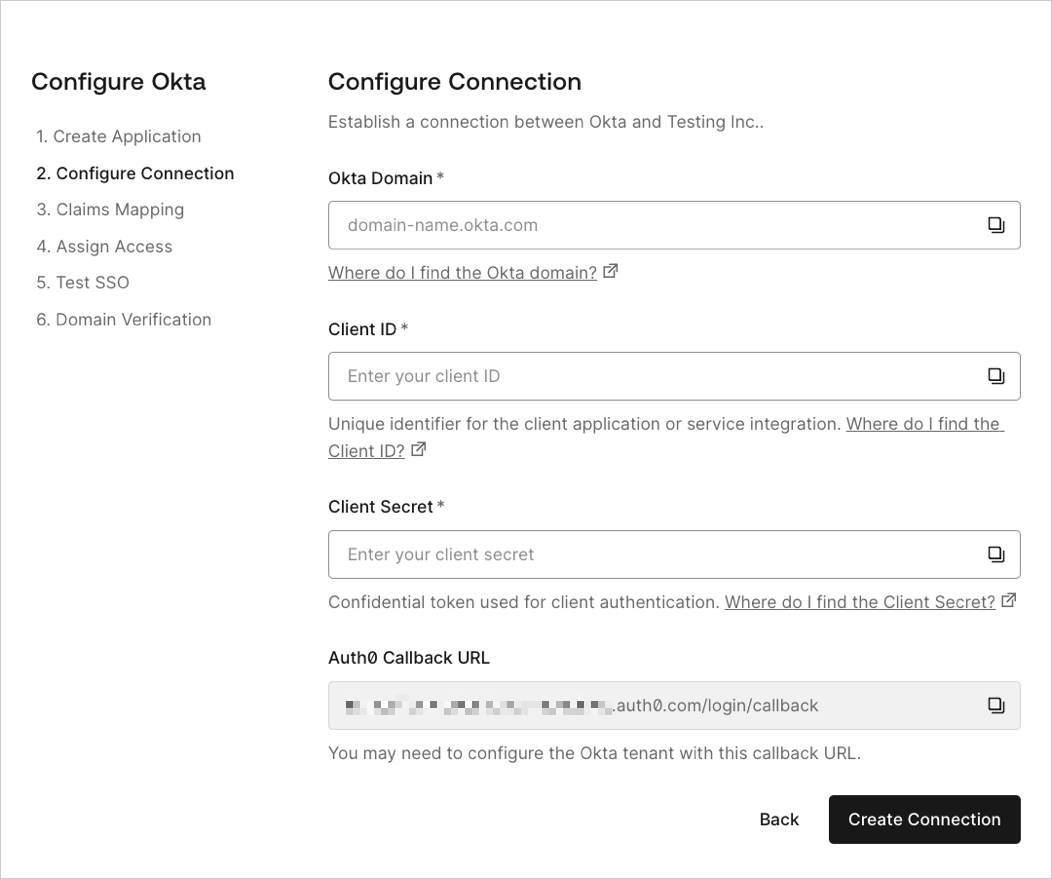 Configure Okta
1. Create Application
2. Configure Connection
3. Claims Mapping
4. Assign Access
5. Test SSO
6. Domain Verification
Configure Connection
Establish a connection between Okta and Testing Inc..
Okta Domain *
domain-name.okta.com
Where do I find the Okta domain?
Client ID *
Enter your client ID
Unique identifier for the client application or service integration. Where do I find the
Client ID?
Client Secret *
Enter your client secret
Confidential token used for client authentication. Where do I find the Client Secret?
Auth0 Callback URL
.auth0.com/login/callback
You may need to configure the Okta tenant with this callback URL.
Back
Create Connection